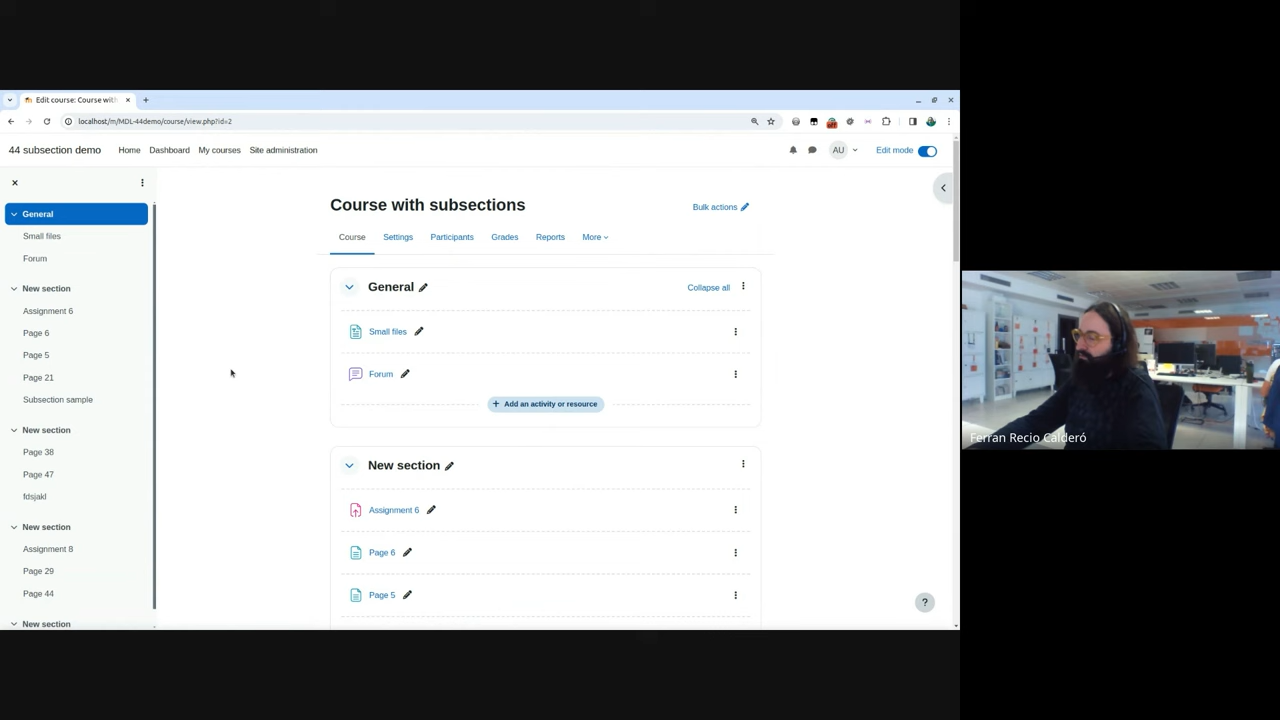 Edit course: Course with
localhost/m/MDL-44demo/course/view.php?id=2
44 subsection demo Home Dashboard My courses Site administration AU Edit mode
General
Small files
Forum
New section
Assignment 6
Page 6
Page 5
Page 21
Subsection sample
New section
Page 38
Page 47
fdsjakl
New section
Assignment 8
Page 29
Page 44
New section
Course with subsections Bulk actions
Course Settings Participants Grades Reports More
General Collapse all
Small files
Forum
+ Add an activity or resource
New section
Assignment 6
Page 6
Page 5
?
Ferran Recio Calderó